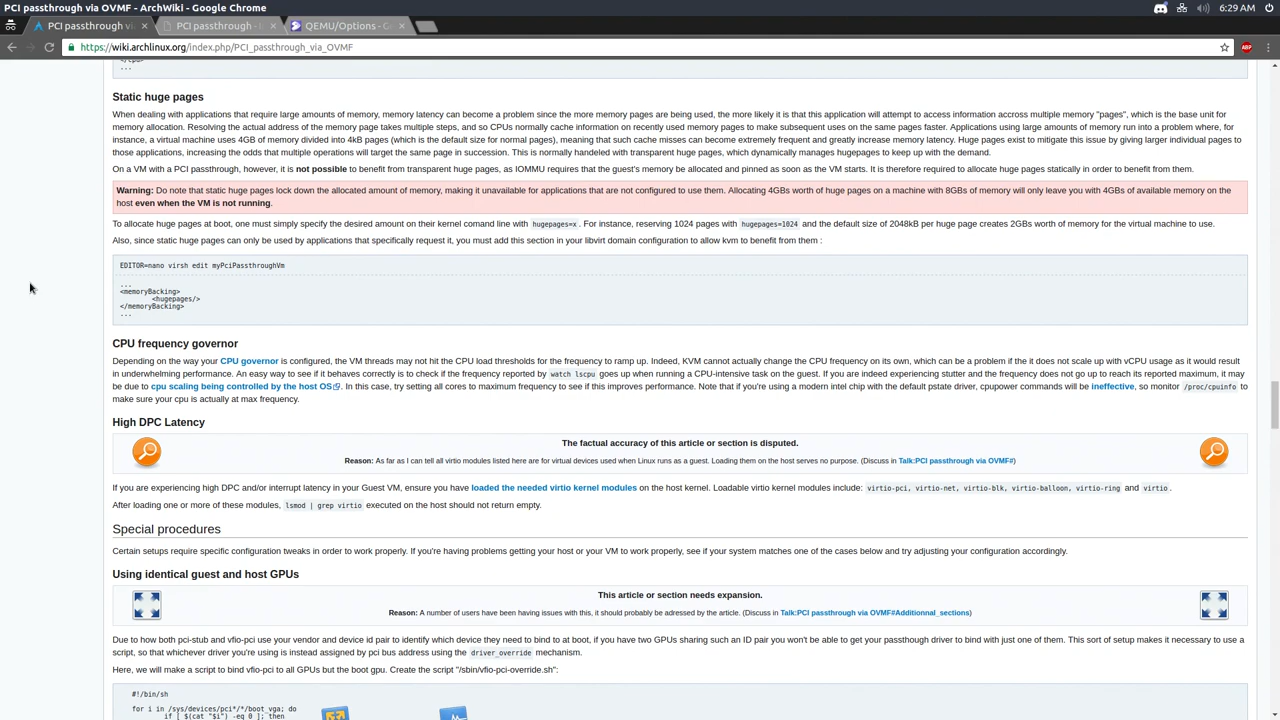 PCI passthrough via OVMF - ArchWiki - Google Chrome
6:29 AM
PCI passthrough vi
PCI passthrough - 
QEMU/Options - G
https://wiki.archlinux.org/index.php/PCI_passthrough_via_OVMF
ABP
</cpu>
...
Static huge pages
When dealing with applications that require large amounts of memory, memory latency can become a problem since the more memory pages are being used, the more likely it is that this application will attempt to access information accross multiple memory "pages", which is the base unit for
memory allocation. Resolving the actual address of the memory page takes multiple steps, and so CPUs normally cache information on recently used memory pages to make subsequent uses on the same pages faster. Applications using large amounts of memory run into a problem where, for
instance, a virtual machine uses 4GB of memory divided into 4kB pages (which is the default size for normal pages), meaning that such cache misses can become extremely frequent and greatly increase memory latency. Huge pages exist to mitigate this issue by giving larger individual pages to
those applications, increasing the odds that multiple operations will target the same page in succession. This is normally handeled with transparent huge pages, which dynamically manages hugepages to keep up with the demand.
On a VM with a PCI passthrough, however, it is not possible to benefit from transparent huge pages, as IOMMU requires that the guest's memory be allocated and pinned as soon as the VM starts. It is therefore required to allocate huge pages statically in order to benefit from them.
Warning: Do note that static huge pages lock down the allocated amount of memory, making it unavailable for applications that are not configured to use them. Allocating 4GBs worth of huge pages on a machine with 8GBs of memory will only leave you with 4GBs of available memory on the
host even when the VM is not running.
To allocate huge pages at boot, one must simply specify the desired amount on their kernel comand line with hugepages=x. For instance, reserving 1024 pages with hugepages=1024 and the default size of 2048kB per huge page creates 2GBs worth of memory for the virtual machine to use.
Also, since static huge pages can only be used by applications that specifically request it, you must add this section in your libvirt domain configuration to allow kvm to benefit from them :
EDITOR=nano virsh edit myPciPassthroughVm
...
<memoryBacking>
<hugepages/>
</memoryBacking>
...
CPU frequency governor
Depending on the way your CPU governor is configured, the VM threads may not hit the CPU load thresholds for the frequency to ramp up. Indeed, KVM cannot actually change the CPU frequency on its own, which can be a problem if the it does not scale up with vCPU usage as it would result
in underwhelming performance. An easy way to see if it behaves correctly is to check if the frequency reported by watch lscpu goes up when running a CPU-intensive task on the guest. If you are indeed experiencing stutter and the frequency does not go up to reach its reported maximum, it may
be due to cpu scaling being controlled by the host OS. In this case, try setting all cores to maximum frequency to see if this improves performance. Note that if you're using a modern intel chip with the default pstate driver, cpupower commands will be ineffective, so monitor /proc/cpuinfo to
make sure your cpu is actually at max frequency.
High DPC Latency
The factual accuracy of this article or section is disputed.
Reason: As far as I can tell all virtio modules listed here are for virtual devices used when Linux runs as a guest. Loading them on the host serves no purpose. (Discuss in Talk:PCI passthrough via OVMF#)
If you are experiencing high DPC and/or interrupt latency in your Guest VM, ensure you have loaded the needed virtio kernel modules on the host kernel. Loadable virtio kernel modules include: virtio-pci, virtio-net, virtio-blk, virtio-balloon, virtio-ring and virtio.
After loading one or more of these modules, lsmod | grep virtio executed on the host should not return empty.
Special procedures
Certain setups require specific configuration tweaks in order to work properly. If you're having problems getting your host or your VM to work properly, see if your system matches one of the cases below and try adjusting your configuration accordingly.
Using identical guest and host GPUs
This article or section needs expansion.
Reason: A number of users have been having issues with this, it should probably be adressed by the article. (Discuss in Talk:PCI passthrough via OVMF#Additionnal_sections)
Due to how both pci-stub and vfio-pci use your vendor and device id pair to identify which device they need to bind to at boot, if you have two GPUs sharing such an ID pair you won't be able to get your passthough driver to bind with just one of them. This sort of setup makes it necessary to use a
script, so that whichever driver you're using is instead assigned by pci bus address using the driver_override mechanism.
Here, we will make a script to bind vfio-pci to all GPUs but the boot gpu. Create the script "/sbin/vfio-pci-override.sh":
#!/bin/sh
for i in /sys/devices/pci*/*/boot_vga; do
if [ $(cat "$i") -eq 0 ]; then